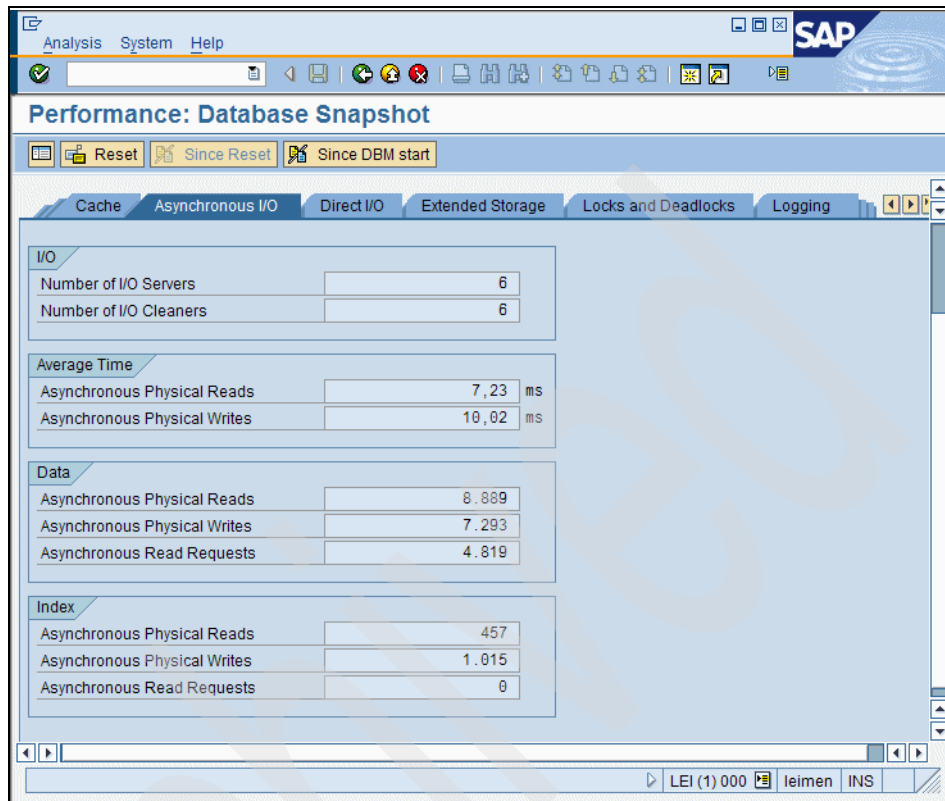 Analysis System Help
SAP
Performance: Database Snapshot
Reset Since Reset Since DBM start
Cache Asynchronous I/O Direct I/O Extended Storage Locks and Deadlocks Logging
I/O
Number of I/O Servers 6
Number of I/O Cleaners 6
Average Time
Asynchronous Physical Reads 7,23 ms
Asynchronous Physical Writes 10,02 ms
Data
Asynchronous Physical Reads 8.889
Asynchronous Physical Writes 7.293
Asynchronous Read Requests 4.819
Index
Asynchronous Physical Reads 457
Asynchronous Physical Writes 1.015
Asynchronous Read Requests 0
LEI (1) 000 leimen INS